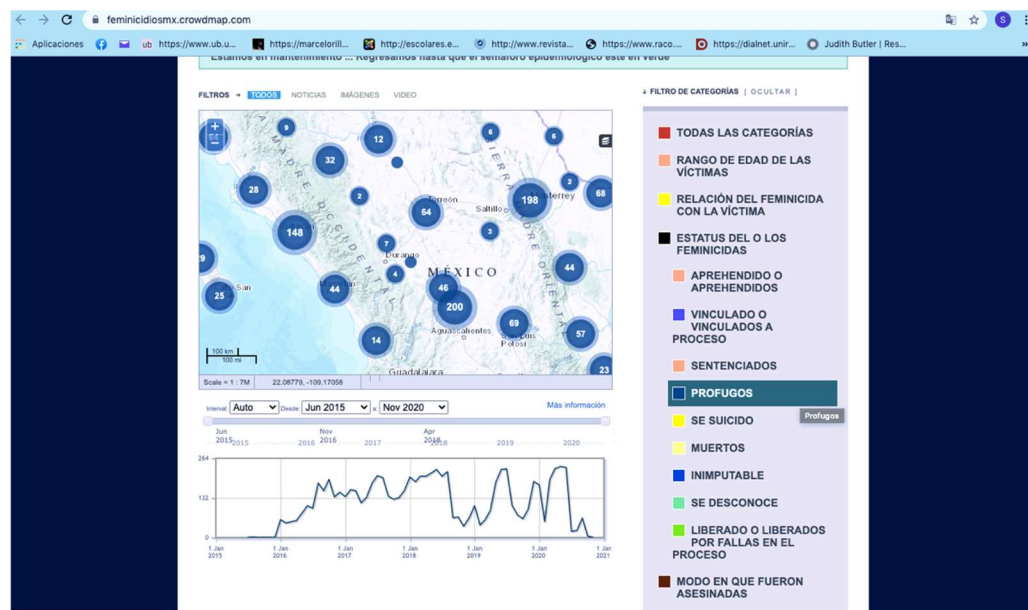 feminicidiosmx.crowdmap.com
S
Aplicaciones
ub https://www.ub.u...
https://marcelorill...
http://escolares.e...
http://www.revista...
https://www.raco....
https://dialnet.unir...
Judith Butler | Res...
»
Estamos en mantenimiento ... Regresamos hasta que el semáforo epidemiológico esté en verde
FILTROS → TODOS NOTICIAS IMÁGENES VIDEO
↓ FILTRO DE CATEGORÍAS [ OCULTAR ]
9
12
6
6
32
28
2
2
198
68
Torreón
64
Saltillo
148
3
7
Durango
4
MÉXICO
44
46
25
San
44
200
Aguascalientes
69
Potosí
57
14
Guadalajara
23
100 km
100 mi
Scale = 1 : 7M
22.08779, -109.17058
TODAS LAS CATEGORÍAS
RANGO DE EDAD DE LAS
VÍCTIMAS
RELACIÓN DEL FEMINICIDA
CON LA VÍCTIMA
ESTATUS DEL O LOS
FEMINICIDAS
APREHENDIDO O
APREHENDIDOS
VINCULADO O
VINCULADOS A
PROCESO
SENTENCIADOS
PROFUGOS
Profugos
SE SUICIDO
MUERTOS
INIMPUTABLE
SE DESCONOCE
LIBERADO O LIBERADOS
POR FALLAS EN EL
PROCESO
MODO EN QUE FUERON
ASESINADAS
Interval: Auto Desde: Jun 2015 a: Nov 2020
Más información
Jun
2015
Nov
2016
Apr
2018
2015 2016 2017 2018 2019 2020
264
132
0
1 Jan
2015
1 Jan
2016
1 Jan
2017
1 Jan
2018
1 Jan
2019
1 Jan
2020
1 Jan
2021